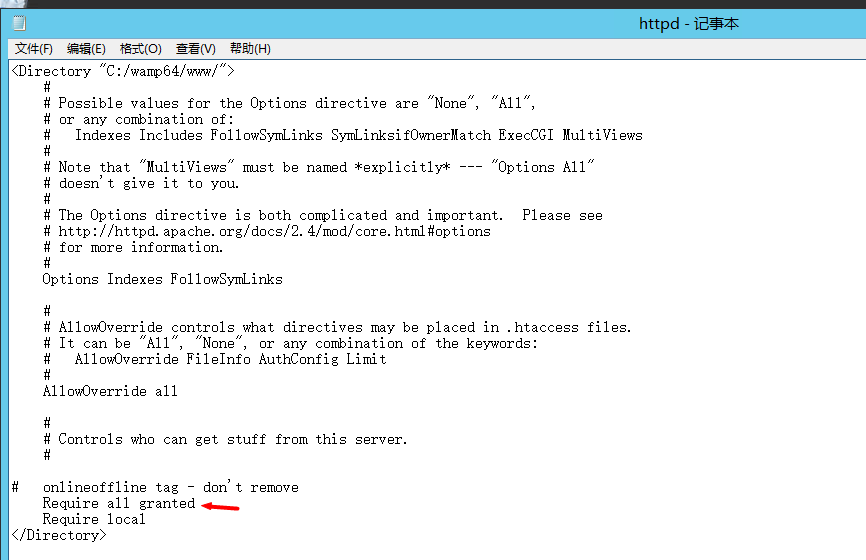 httpd - 记事本
文件(F) 编辑(E) 格式(O) 查看(V) 帮助(H)
<Directory "C:/wamp64/www/">
    #
    # Possible values for the Options directive are "None", "All",
    # or any combination of:
    #   Indexes Includes FollowSymLinks SymLinksifOwnerMatch ExecCGI MultiViews
    #
    # Note that "MultiViews" must be named *explicitly* --- "Options All"
    # doesn't give it to you.
    #
    # The Options directive is both complicated and important.  Please see
    # http://httpd.apache.org/docs/2.4/mod/core.html#options
    # for more information.
    #
    Options Indexes FollowSymLinks
    #
    # AllowOverride controls what directives may be placed in .htaccess files.
    # It can be "All", "None", or any combination of the keywords:
    #   AllowOverride FileInfo AuthConfig Limit
    #
    AllowOverride all
    #
    # Controls who can get stuff from this server.
    #
#   onlineoffline tag - don't remove
    Require all granted
    Require local
</Directory>